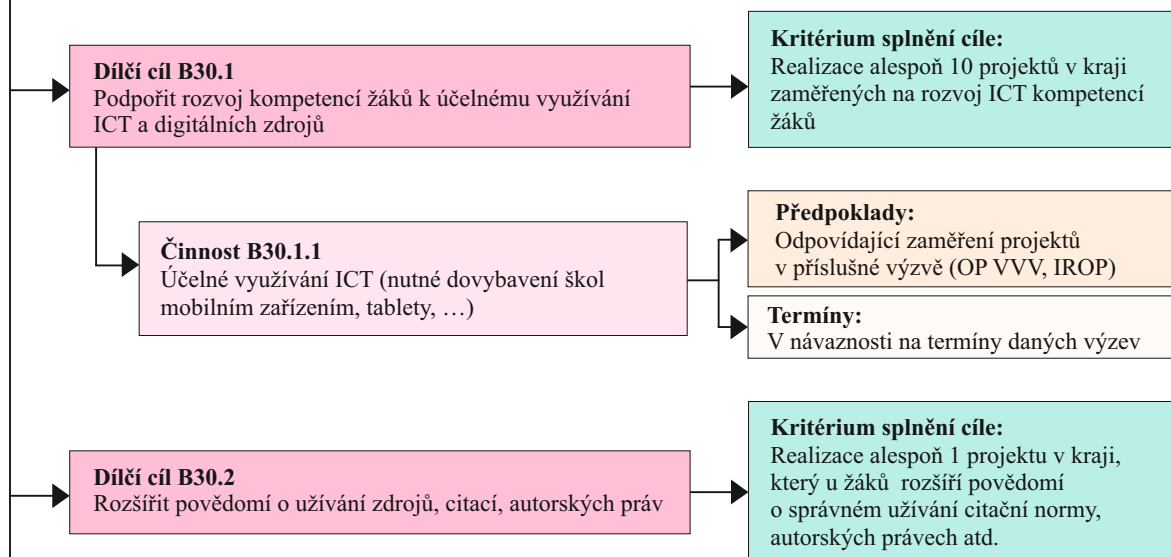 Dílčí cíl B30.1
Podpořit rozvoj kompetencí žáků k účelnému využívání
ICT a digitálních zdrojů
Kritérium splnění cíle:
Realizace alespoň 10 projektů v kraji
zaměřených na rozvoj ICT kompetencí
žáků
Činnost B30.1.1
Účelné využívání ICT (nutné dovybavení škol
mobilním zařízením, tablety, …)
Předpoklady:
Odpovídající zaměření projektů
v příslušné výzvě (OP VVV, IROP)
Termíny:
V návaznosti na termíny daných výzev
Dílčí cíl B30.2
Rozšířit povědomí o užívání zdrojů, citací, autorských práv
Kritérium splnění cíle:
Realizace alespoň 1 projektu v kraji,
který u žáků rozšíří povědomí
o správném užívání citační normy,
autorských právech atd.